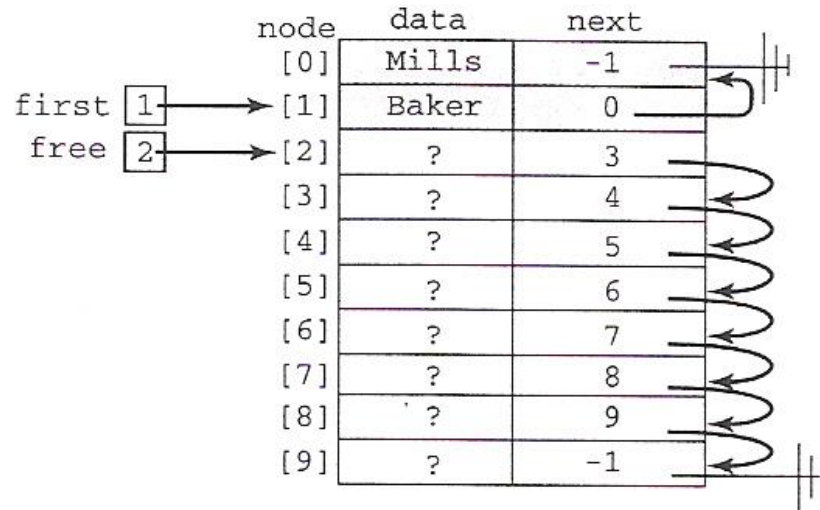 node data next
[0] Mills -1
first 1 [1] Baker 0
free 2 [2] ? 3
[3] ? 4
[4] ? 5
[5] ? 6
[6] ? 7
[7] ? 8
[8] ? 9
[9] ? -1